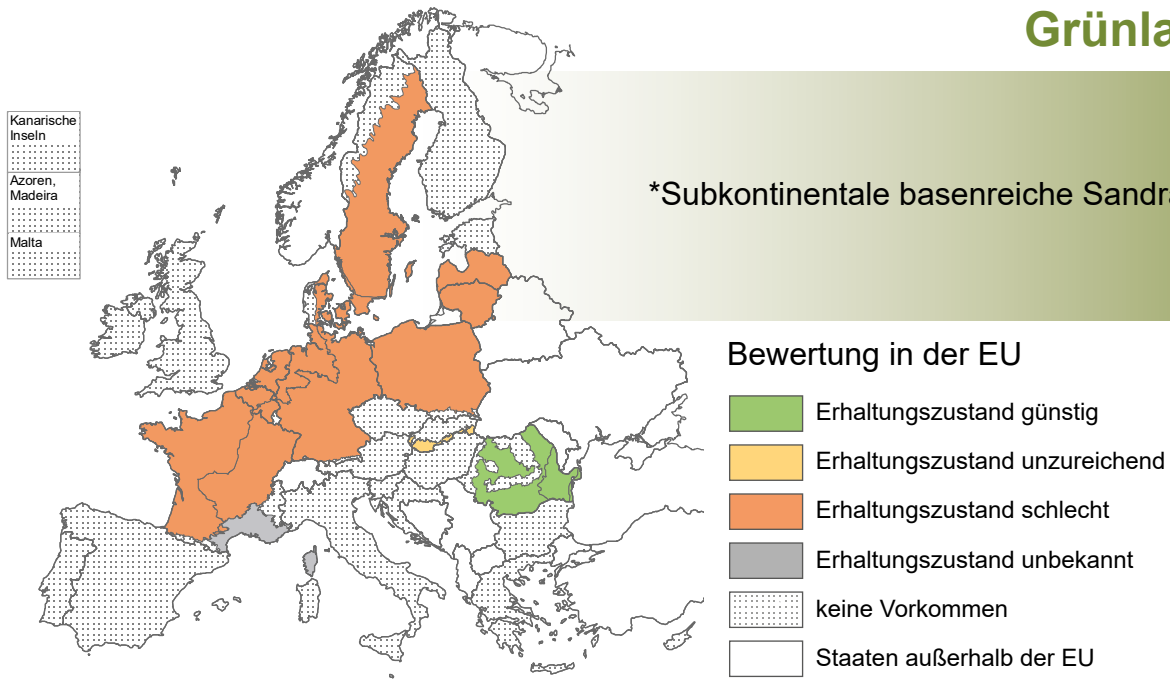 Grünla
Kanarische
Inseln
Azoren,
Madeira
Malta
*Subkontinentale basenreiche Sandra
Bewertung in der EU
Erhaltungszustand günstig
Erhaltungszustand unzureichend
Erhaltungszustand schlecht
Erhaltungszustand unbekannt
keine Vorkommen
Staaten außerhalb der EU